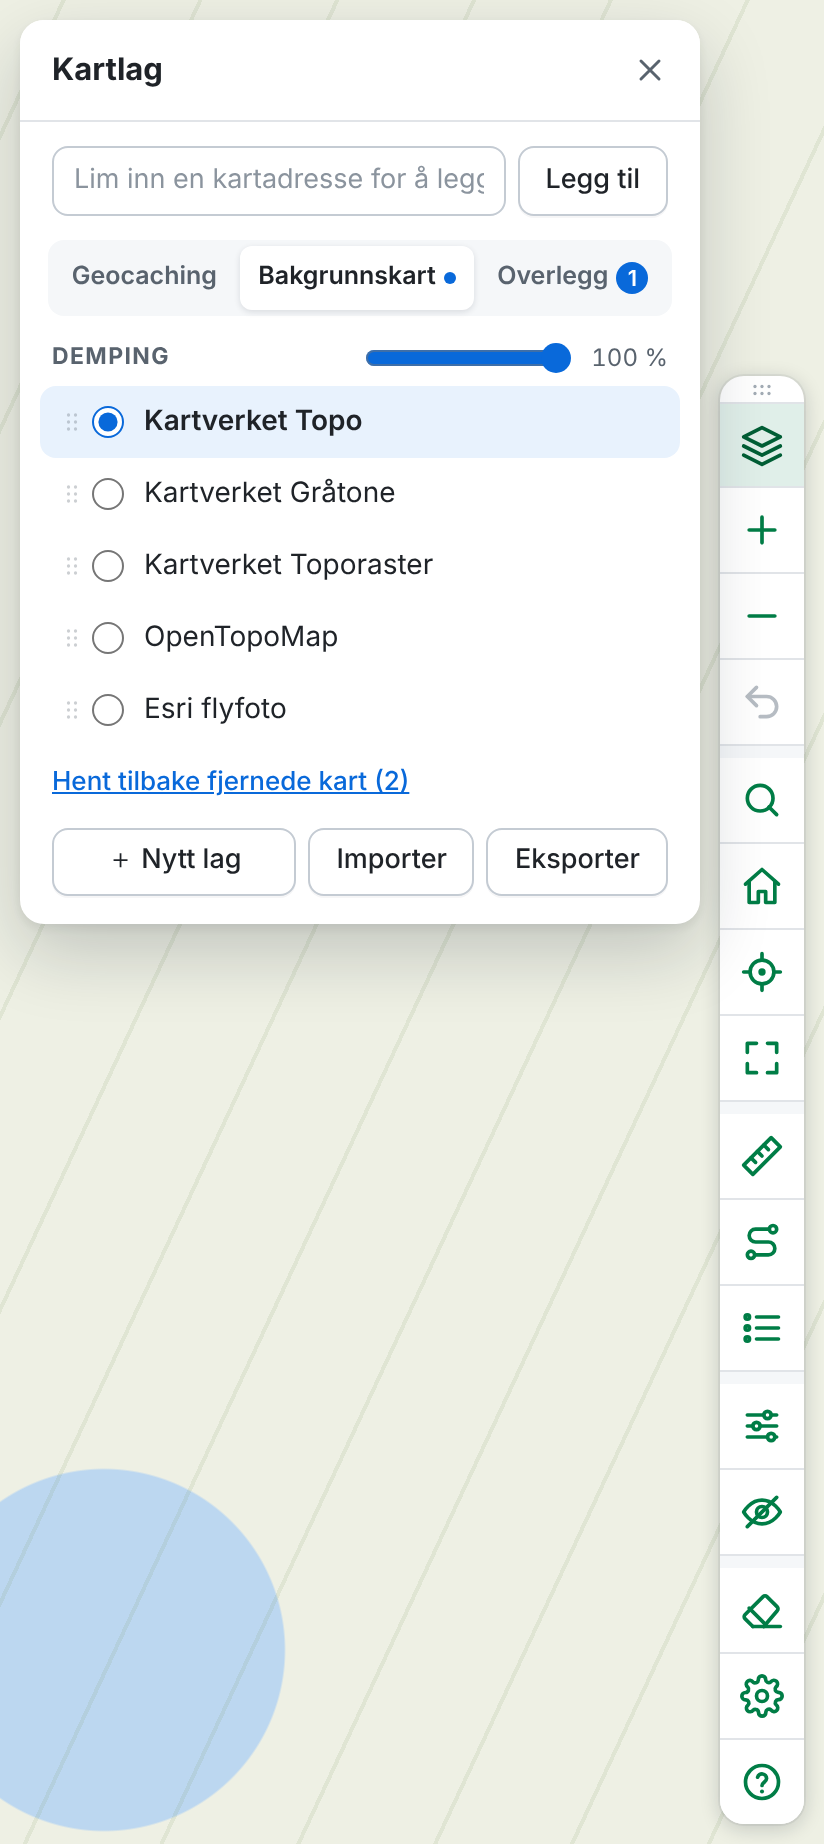 Kartlag
Lim inn en kartadresse for å legg
Legg til
Geocaching
Bakgrunnskart
Overlegg 1
DEMPING
100 %
Kartverket Topo
Kartverket Gråtone
Kartverket Toporaster
OpenTopoMap
Esri flyfoto
Hent tilbake fjernede kart (2)
+ Nytt lag
Importer
Eksporter